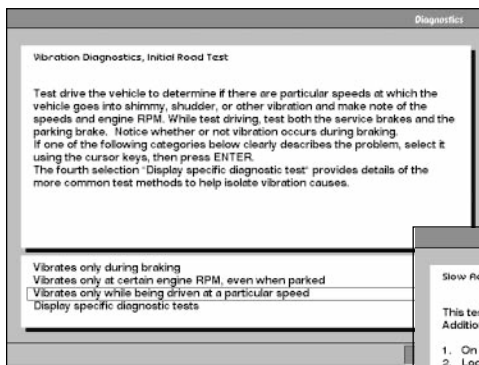 Diagnostics
Vibration Diagnostics, Initial Road Test
Test drive the vehicle to determine if there are particular speeds at which the
vehicle goes into shimmy, shudder, or other vibration and make note of the
speeds and engine RPM. While test driving, test both the service brakes and the
parking brake. Notice whether or not vibration occurs during braking.
If one of the following categories below clearly describes the problem, select it
using the cursor keys, then press ENTER.
The fourth selection "Display specific diagnostic test" provides details of the
more common test methods to help isolate vibration causes.
Vibrates only during braking
Vibrates only at certain engine RPM, even when parked
Vibrates only while being driven at a particular speed
Display specific diagnostic tests
Slow
This
1. On
2.